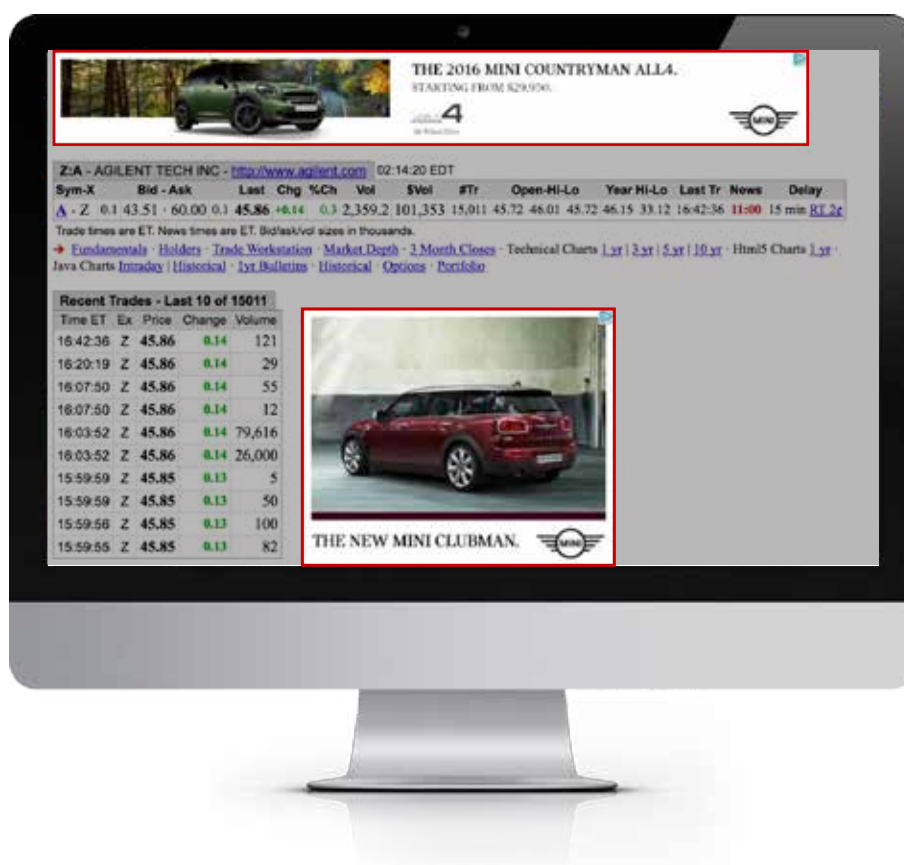 THE 2016 MINI COUNTRYMAN ALL4.
STARTING FROM $29,950.
4
MINI
Z:A - AGILENT TECH INC - http://www.agilent.com 02:14:20 EDT
Sym-X Bid - Ask Last Chg %Ch Vol $Vol #Tr Open-Hi-Lo Year Hi-Lo Last Tr News Delay
A - Z 0.1 43.51 · 60.00 0.1 45.86 +0.14 0.3 2,359.2 101,353 15,011 45.72 46.01 45.72 46.15 33.12 16:42:36 11:00 15 min RT 2¢
Trade times are ET. News times are ET. Bid/ask/vol sizes in thousands.
➔ Fundamentals · Holders · Trade Workstation · Market Depth · 3 Month Closes · Technical Charts 1 yr | 3 yr | 5 yr | 10 yr · Html5 Charts 1 yr ·
Java Charts Intraday | Historical · 1yr Bulletins · Historical · Options · Portfolio
Recent Trades - Last 10 of 15011
Time ET Ex Price Change Volume
16:42:36 Z 45.86 0.14 121
16:20:19 Z 45.86 0.14 29
16:07:50 Z 45.86 0.14 55
16:07:50 Z 45.86 0.14 12
16:03:52 Z 45.86 0.14 79,616
16:03:52 Z 45.86 0.14 26,000
15:59:59 Z 45.85 0.13 5
15:59:59 Z 45.85 0.13 50
15:59:56 Z 45.85 0.13 100
15:59:55 Z 45.85 0.13 82
THE NEW MINI CLUBMAN.
MINI